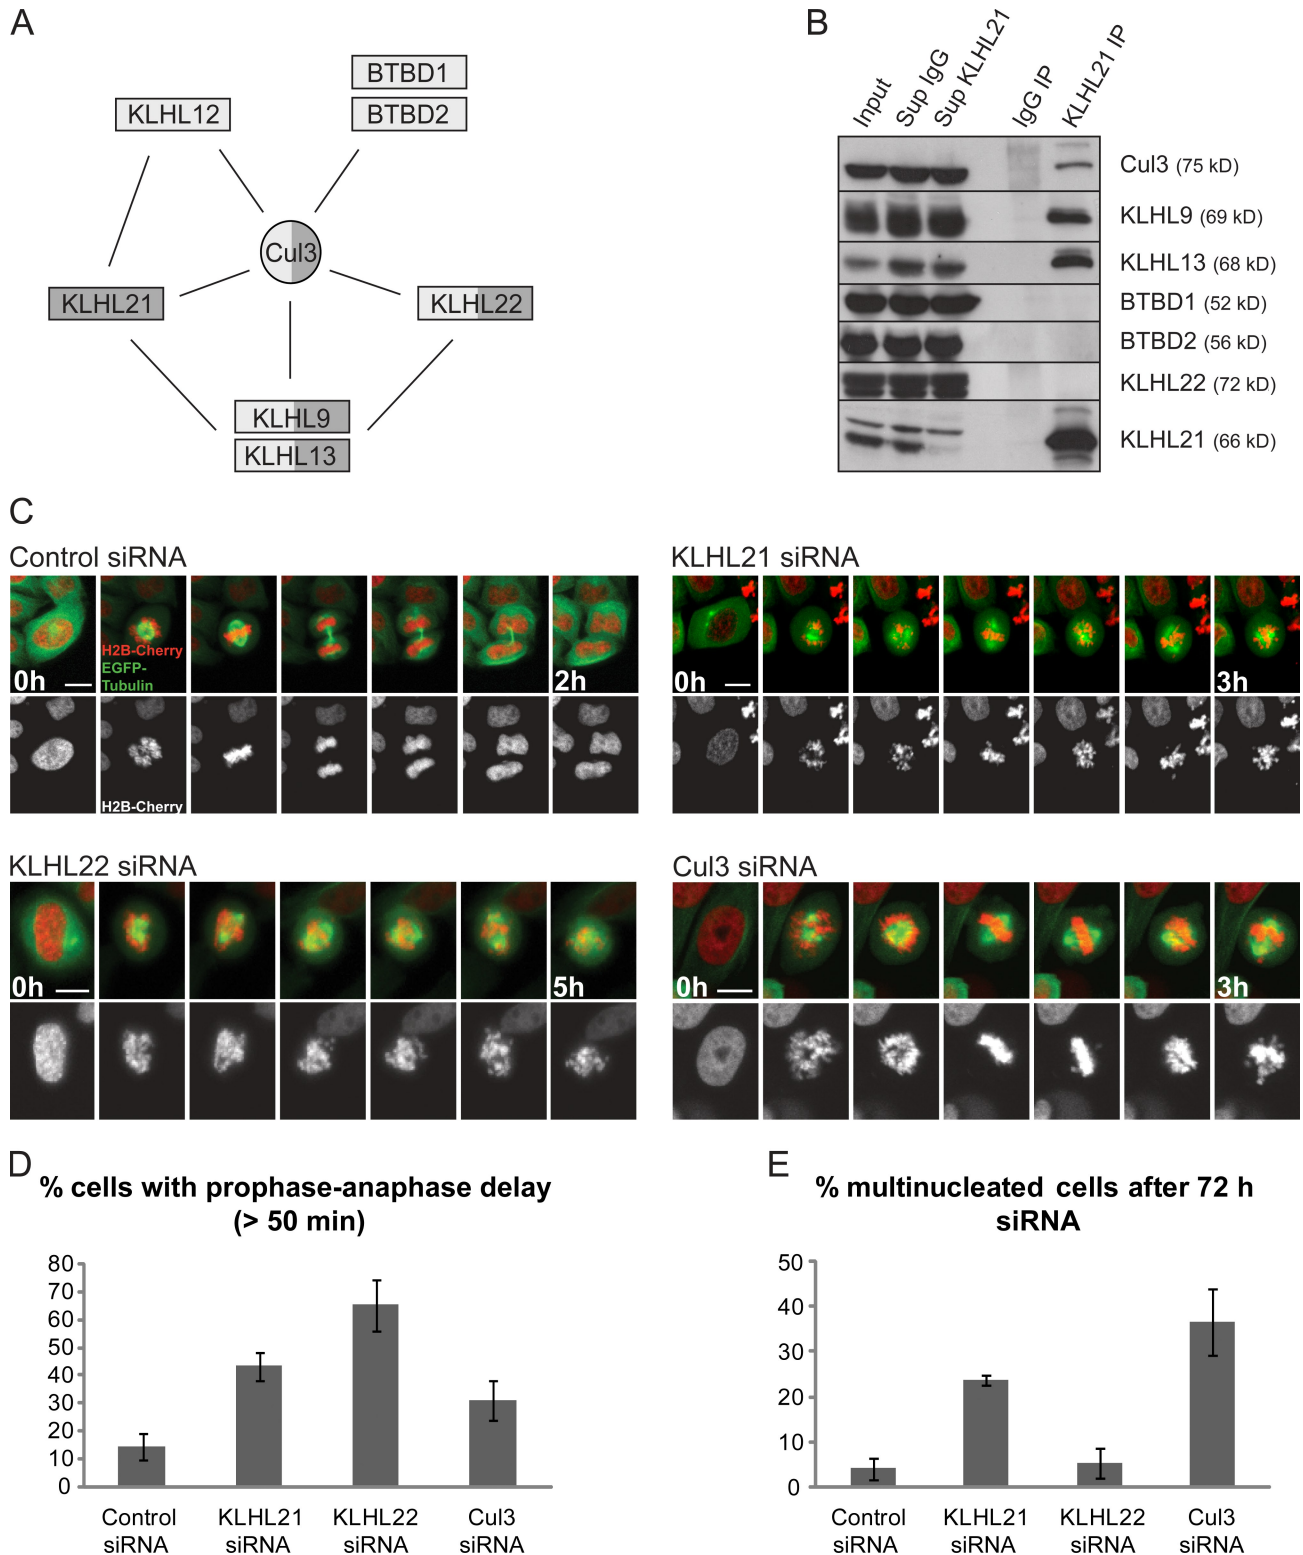 A
BTBD1
BTBD2
KLHL12
Cul3
KLHL21
KLHL22
KLHL9
KLHL13
B
Input
Sup IgG
Sup KLHL21
IgG IP
KLHL21 IP
Cul3 (75 kD)
KLHL9 (69 kD)
KLHL13 (68 kD)
BTBD1 (52 kD)
BTBD2 (56 kD)
KLHL22 (72 kD)
KLHL21 (66 kD)
C
Control siRNA
H2B-Cherry
EGFP-
Tubulin
0h
2h
H2B-Cherry
KLHL21 siRNA
0h
3h
KLHL22 siRNA
0h
5h
Cul3 siRNA
0h
3h
D
% cells with prophase-anaphase delay
(> 50 min)
80
70
60
50
40
30
20
10
0
Control
siRNA
KLHL21
siRNA
KLHL22
siRNA
Cul3
siRNA
E
% multinucleated cells after 72 h
siRNA
50
40
30
20
10
0
Control
siRNA
KLHL21
siRNA
KLHL22
siRNA
Cul3
siRNA